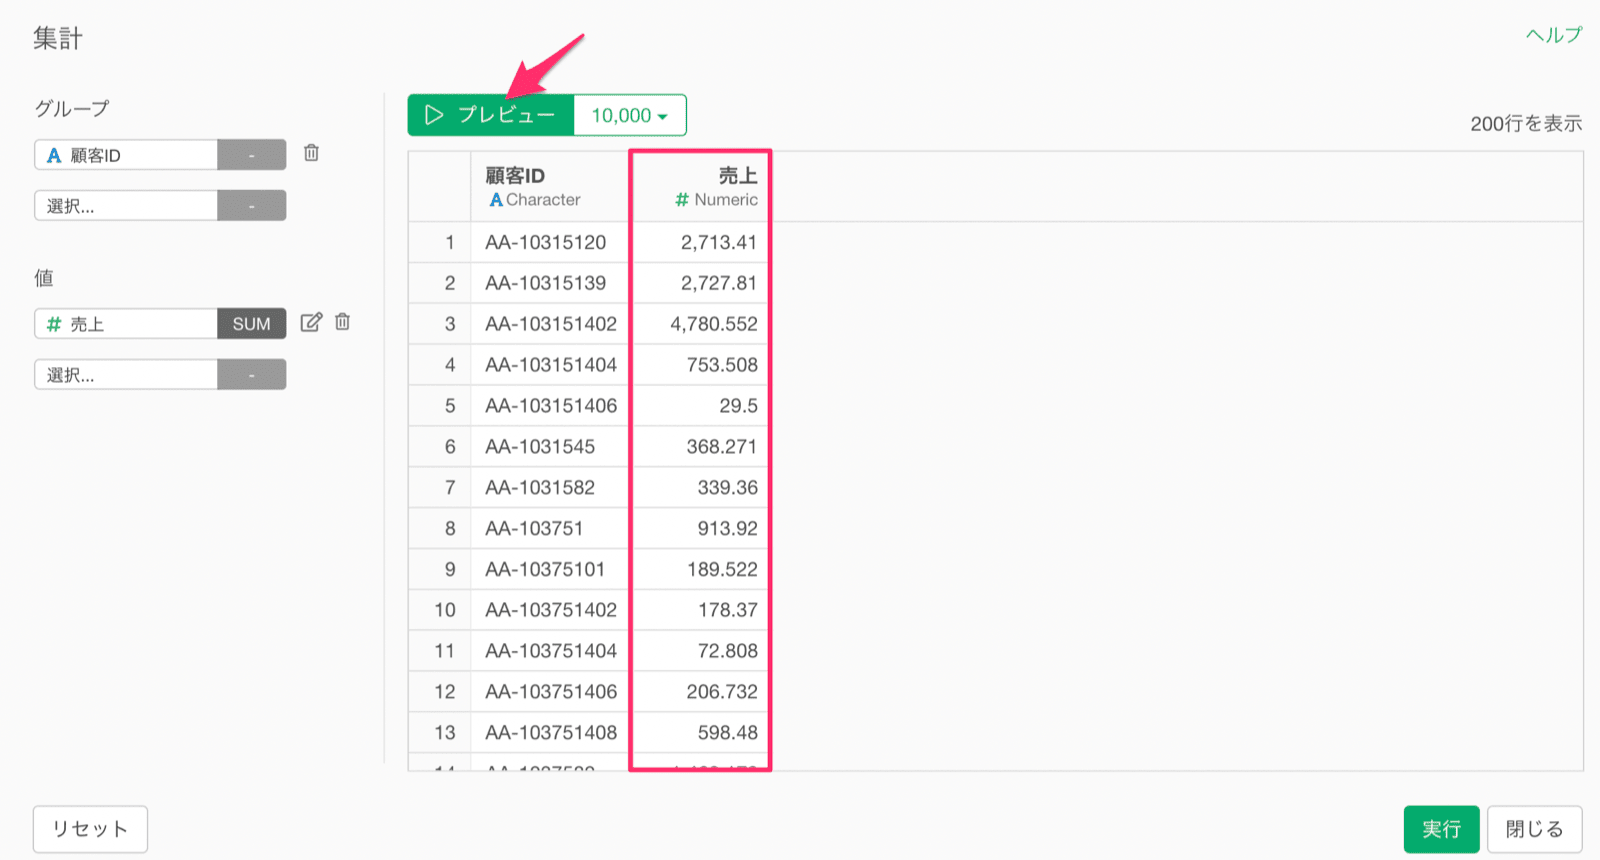 集計
ヘルプ
グループ
顧客ID -
選択... -
値
売上 SUM
選択... -
プレビュー 10,000
200行を表示
顧客ID 売上
Character # Numeric
1 AA-10315120 2,713.41
2 AA-10315139 2,727.81
3 AA-103151402 4,780.552
4 AA-103151404 753.508
5 AA-103151406 29.5
6 AA-1031545 368.271
7 AA-1031582 339.36
8 AA-103751 913.92
9 AA-10375101 189.522
10 AA-103751402 178.37
11 AA-103751404 72.808
12 AA-103751406 206.732
13 AA-103751408 598.48
リセット
実行
閉じる